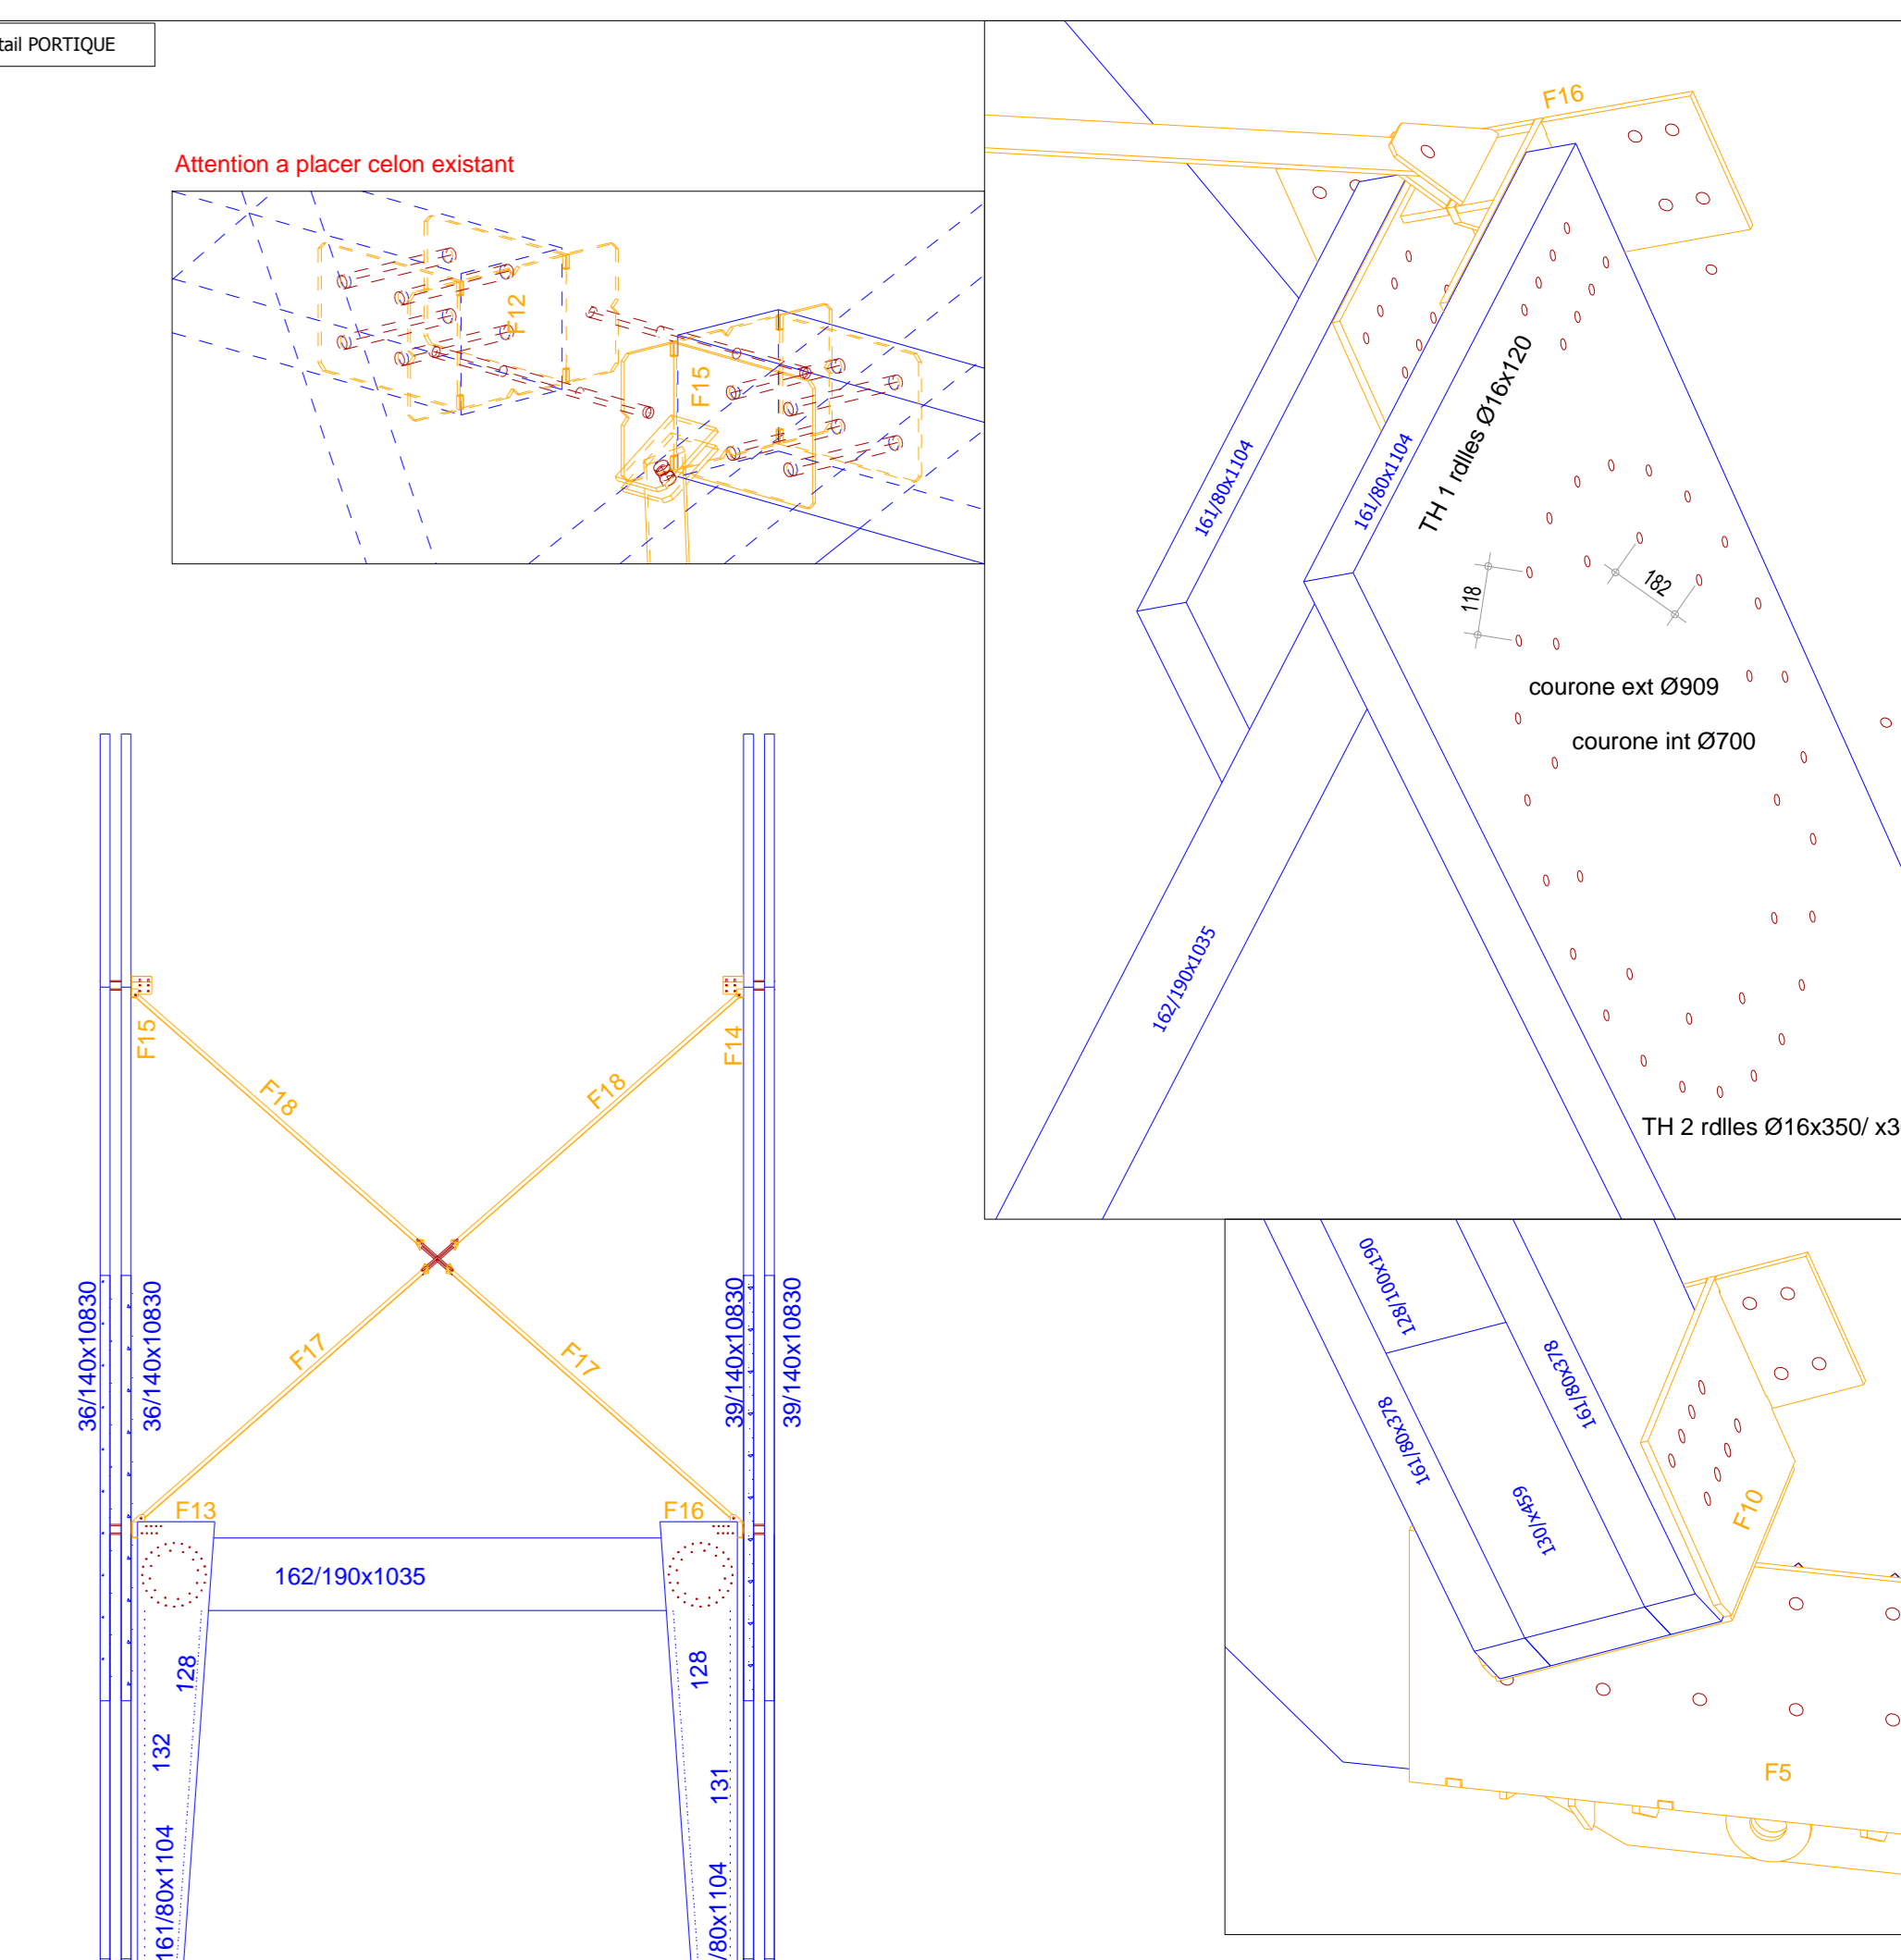 tail PORTIQUE
Attention a placer celon existant
F12
F15
F16
161/80x1104
161/80x1104
TH 1 rdlles Ø16x120
118
182
courone ext Ø909
courone int Ø700
162/190x1035
TH 2 rdlles Ø16x350/ x3
F15
F14
F18
F18
36/140x10830
36/140x10830
39/140x10830
39/140x10830
F17
F17
F13
F16
162/190x1035
128
128
132
131
161/80x1104
/80x1104
128/100x190
161/80x378
161/80x378
130/x459
F10
F5